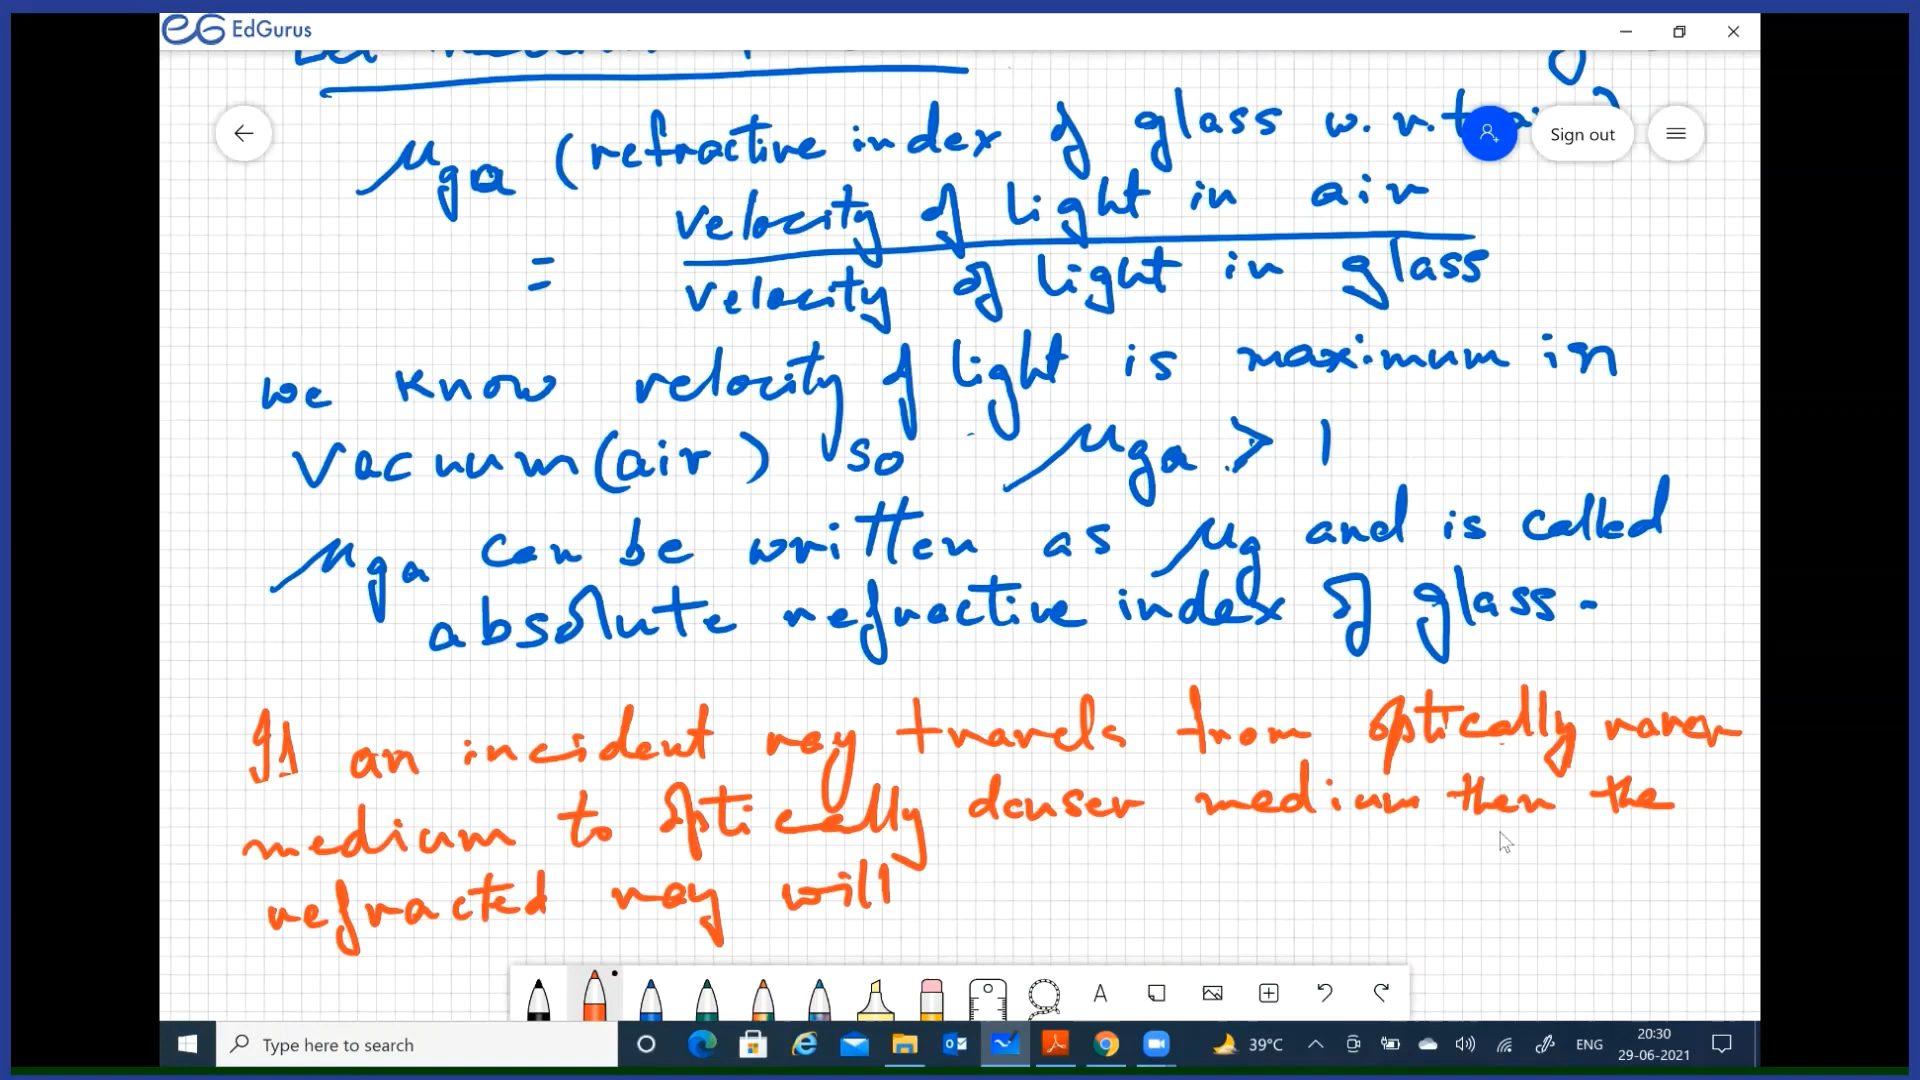 EdGurus
Sign out
μga (refractive index of glass w.r.t air)
= velocity of light in air
velocity of light in glass
we know velocity of light is maximum in
Vacuum (air) so μga > 1
μga can be written as μg and is called
absolute refractive index of glass -
If an incident ray travels from optically rarer
medium to optically denser medium then the
refracted ray will
A
Type here to search
39°C
ENG
20:30
29-06-2021